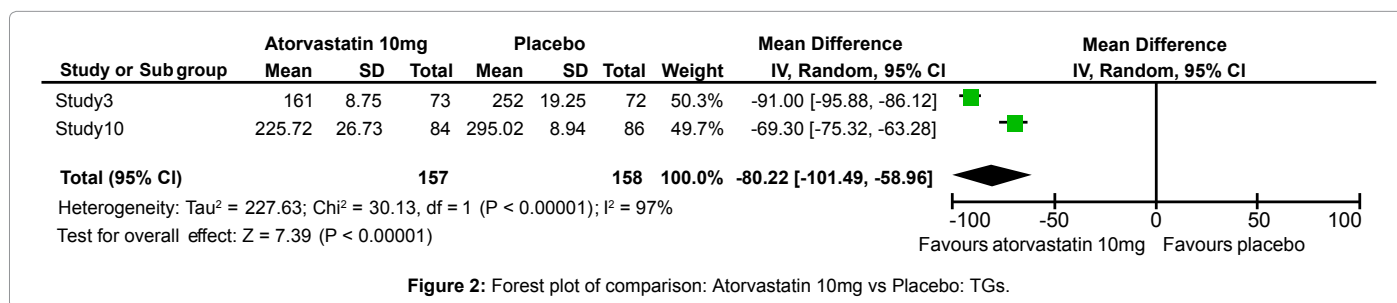 Atorvastatin 10mg Placebo Mean Difference Mean Difference
Study or Subgroup Mean SD Total Mean SD Total Weight IV, Random, 95% CI IV, Random, 95% CI
Study3 161 8.75 73 252 19.25 72 50.3% -91.00 [-95.88, -86.12]
Study10 225.72 26.73 84 295.02 8.94 86 49.7% -69.30 [-75.32, -63.28]
Total (95% CI) 157 158 100.0% -80.22 [-101.49, -58.96]
Heterogeneity: Tau² = 227.63; Chi² = 30.13, df = 1 (P < 0.00001); I² = 97%
Test for overall effect: Z = 7.39 (P < 0.00001)
-100 -50 0 50 100
Favours atorvastatin 10mg Favours placebo
Figure 2: Forest plot of comparison: Atorvastatin 10mg vs Placebo: TGs.